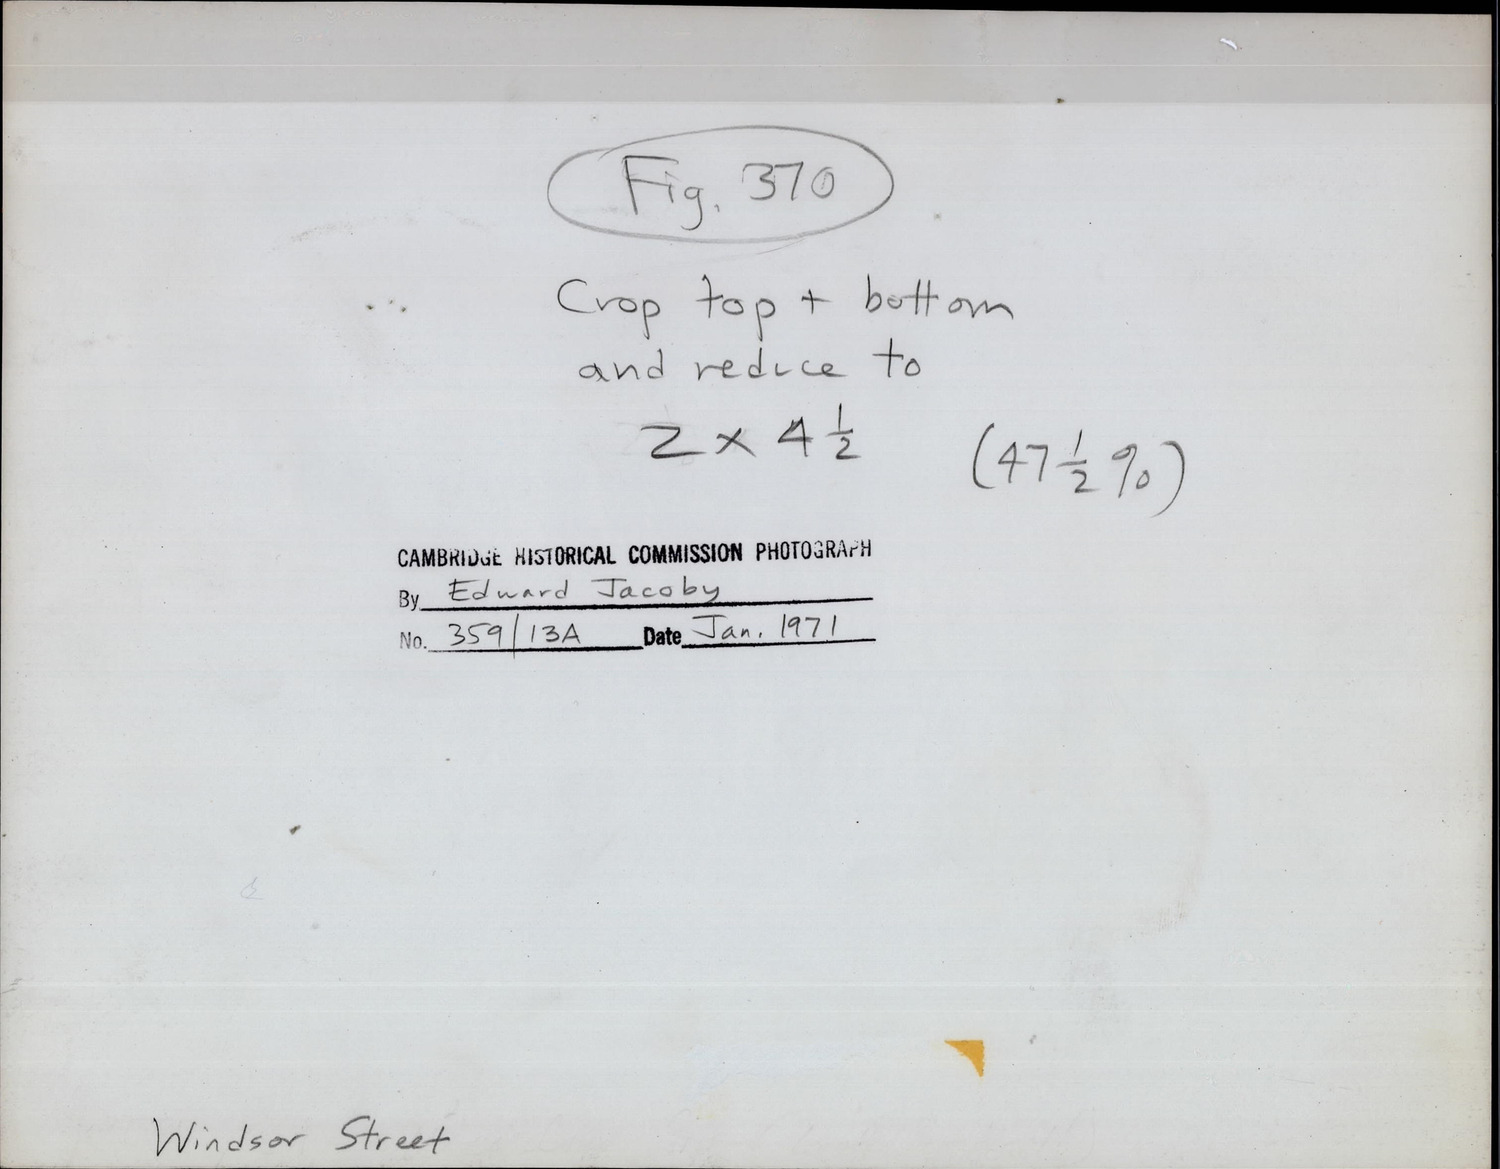 Fig. 370
Crop top + bottom
and reduce to
2 x 4 1/2 (47 1/2 %)
CAMBRIDGE HISTORICAL COMMISSION PHOTOGRAPH
By Edward Jacoby
No. 359/13A Date Jan. 1971
Windsor Street